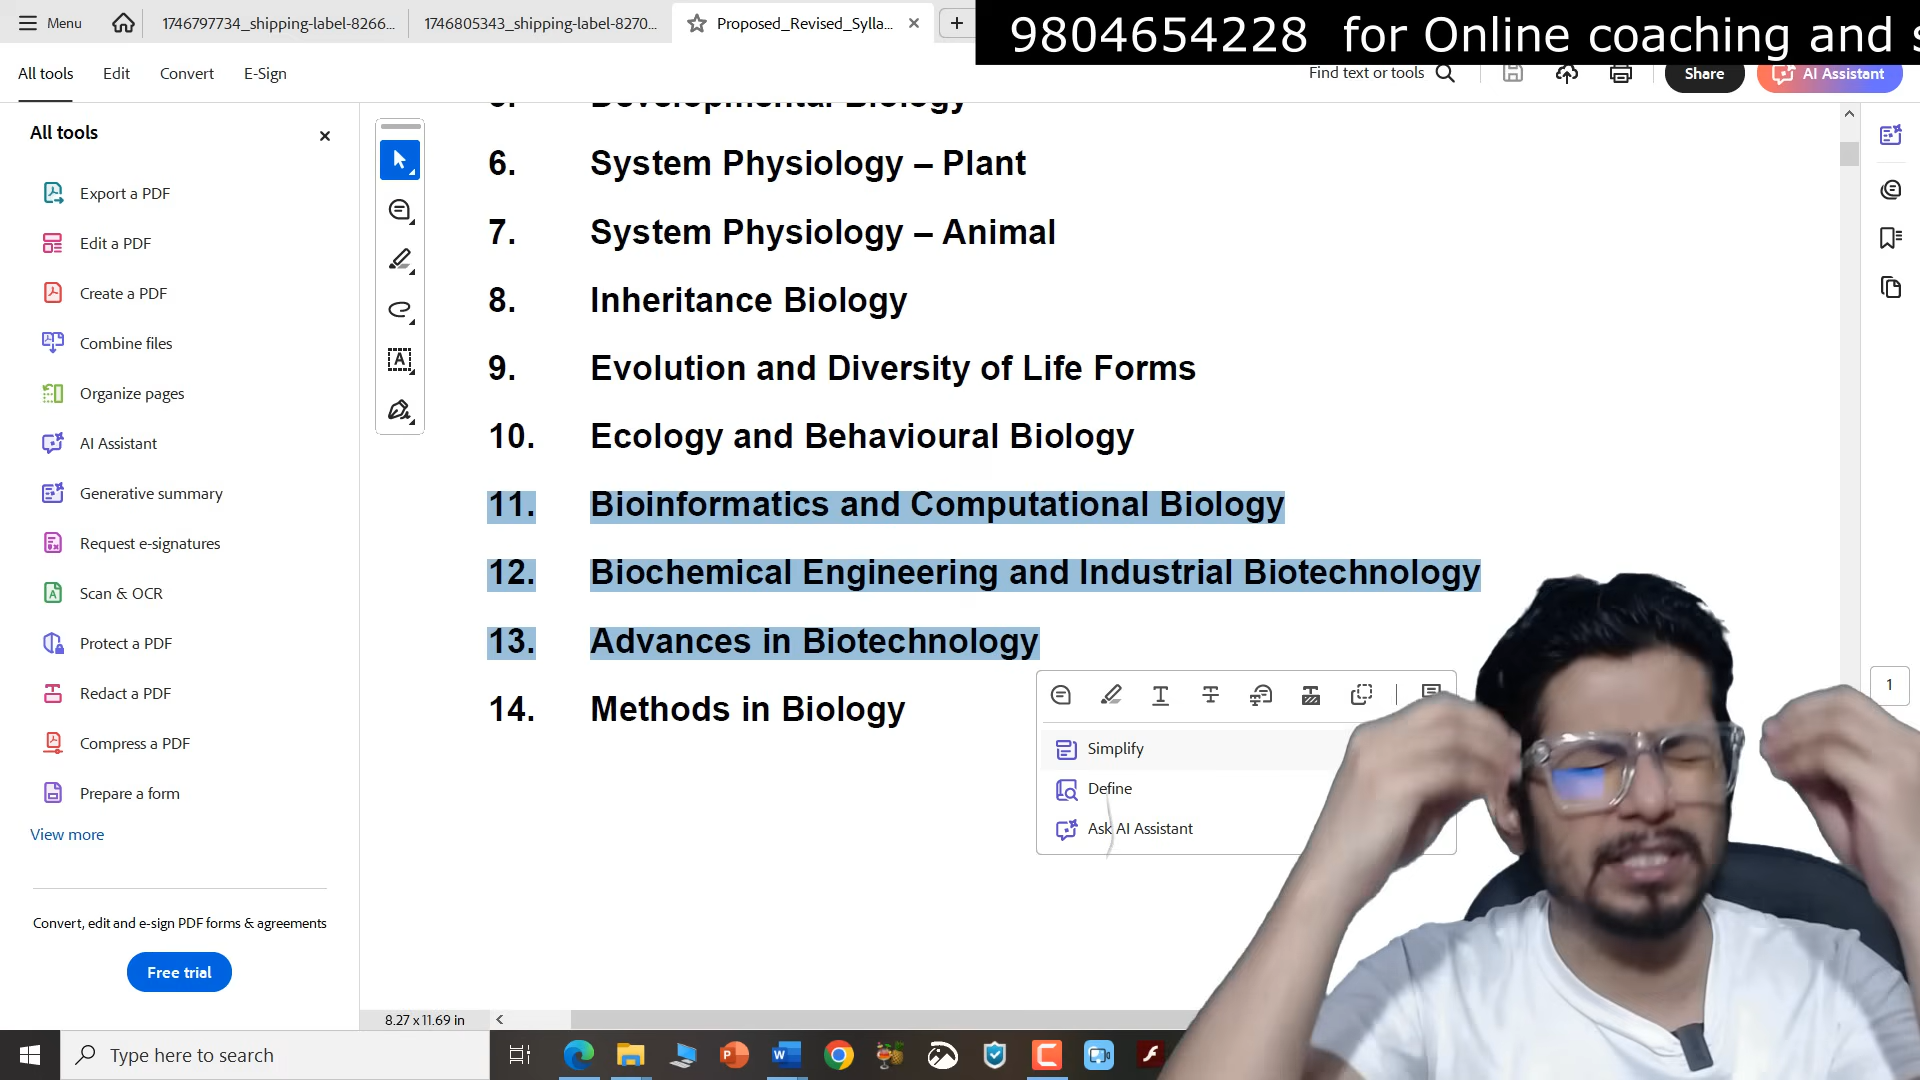 Menu
1746797734_shipping-label-8266...
1746805343_shipping-label-8270...
Proposed_Revised_Sylla...
9804654228 for Online coaching and s
All tools
Edit
Convert
E-Sign
Find text or tools
Share
AI Assistant
All tools
Export a PDF
Edit a PDF
Create a PDF
Combine files
Organize pages
AI Assistant
Generative summary
Request e-signatures
Scan & OCR
Protect a PDF
Redact a PDF
Compress a PDF
Prepare a form
View more
Convert, edit and e-sign PDF forms & agreements
Free trial
5. Developmental Biology
6. System Physiology – Plant
7. System Physiology – Animal
8. Inheritance Biology
9. Evolution and Diversity of Life Forms
10. Ecology and Behavioural Biology
11. Bioinformatics and Computational Biology
12. Biochemical Engineering and Industrial Biotechnology
13. Advances in Biotechnology
14. Methods in Biology
Simplify
Define
Ask AI Assistant
1
8.27 x 11.69 in
Type here to search